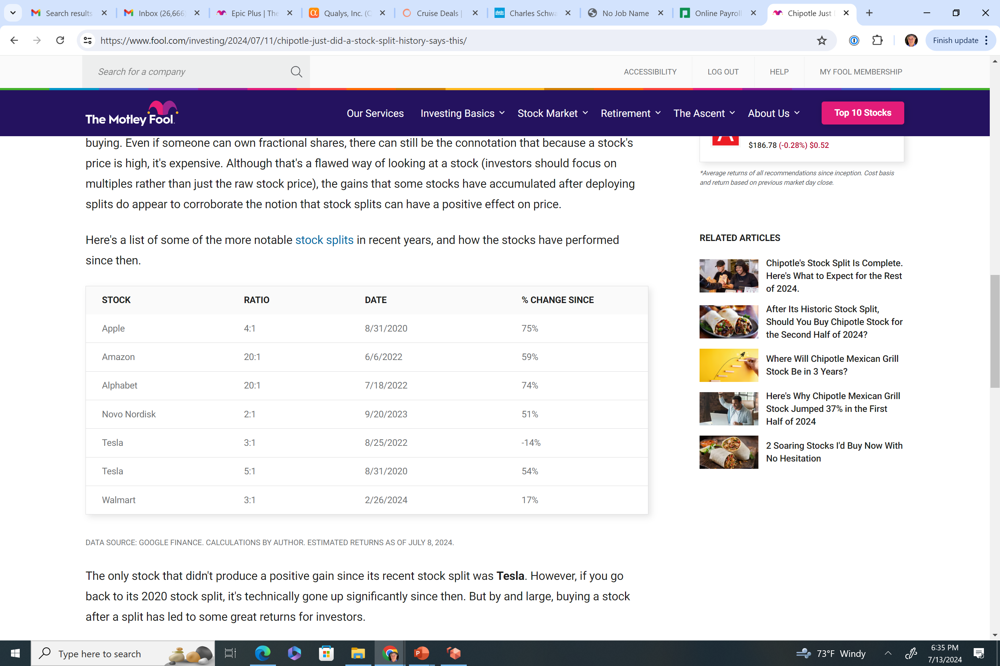 Search results
Inbox (26,666)
Epic Plus | The
Qualys, Inc. (Q
Cruise Deals |
Charles Schwa
No Job Name
Online Payroll
Chipotle Just
https://www.fool.com/investing/2024/07/11/chipotle-just-did-a-stock-split-history-says-this/
Finish update
Search for a company
ACCESSIBILITY
LOG OUT
HELP
MY FOOL MEMBERSHIP
The Motley Fool.
Our Services
Investing Basics
Stock Market
Retirement
The Ascent
About Us
Top 10 Stocks
buying. Even if someone can own fractional shares, there can still be the connotation that because a stock's
price is high, it's expensive. Although that's a flawed way of looking at a stock (investors should focus on
multiples rather than just the raw stock price), the gains that some stocks have accumulated after deploying
splits do appear to corroborate the notion that stock splits can have a positive effect on price.
Here's a list of some of the more notable stock splits in recent years, and how the stocks have performed
since then.
STOCK RATIO DATE % CHANGE SINCE
Apple 4:1 8/31/2020 75%
Amazon 20:1 6/6/2022 59%
Alphabet 20:1 7/18/2022 74%
Novo Nordisk 2:1 9/20/2023 51%
Tesla 3:1 8/25/2022 -14%
Tesla 5:1 8/31/2020 54%
Walmart 3:1 2/26/2024 17%
DATA SOURCE: GOOGLE FINANCE. CALCULATIONS BY AUTHOR. ESTIMATED RETURNS AS OF JULY 8, 2024.
The only stock that didn't produce a positive gain since its recent stock split was Tesla. However, if you go
back to its 2020 stock split, it's technically gone up significantly since then. But by and large, buying a stock
after a split has led to some great returns for investors.
$186.78 (-0.28%) $0.52
*Average returns of all recommendations since inception. Cost basis
and return based on previous market day close.
RELATED ARTICLES
Chipotle's Stock Split Is Complete.
Here's What to Expect for the Rest
of 2024.
After Its Historic Stock Split,
Should You Buy Chipotle Stock for
the Second Half of 2024?
Where Will Chipotle Mexican Grill
Stock Be in 3 Years?
Here's Why Chipotle Mexican Grill
Stock Jumped 37% in the First
Half of 2024
2 Soaring Stocks I'd Buy Now With
No Hesitation
Type here to search
73°F Windy
6:35 PM
7/13/2024